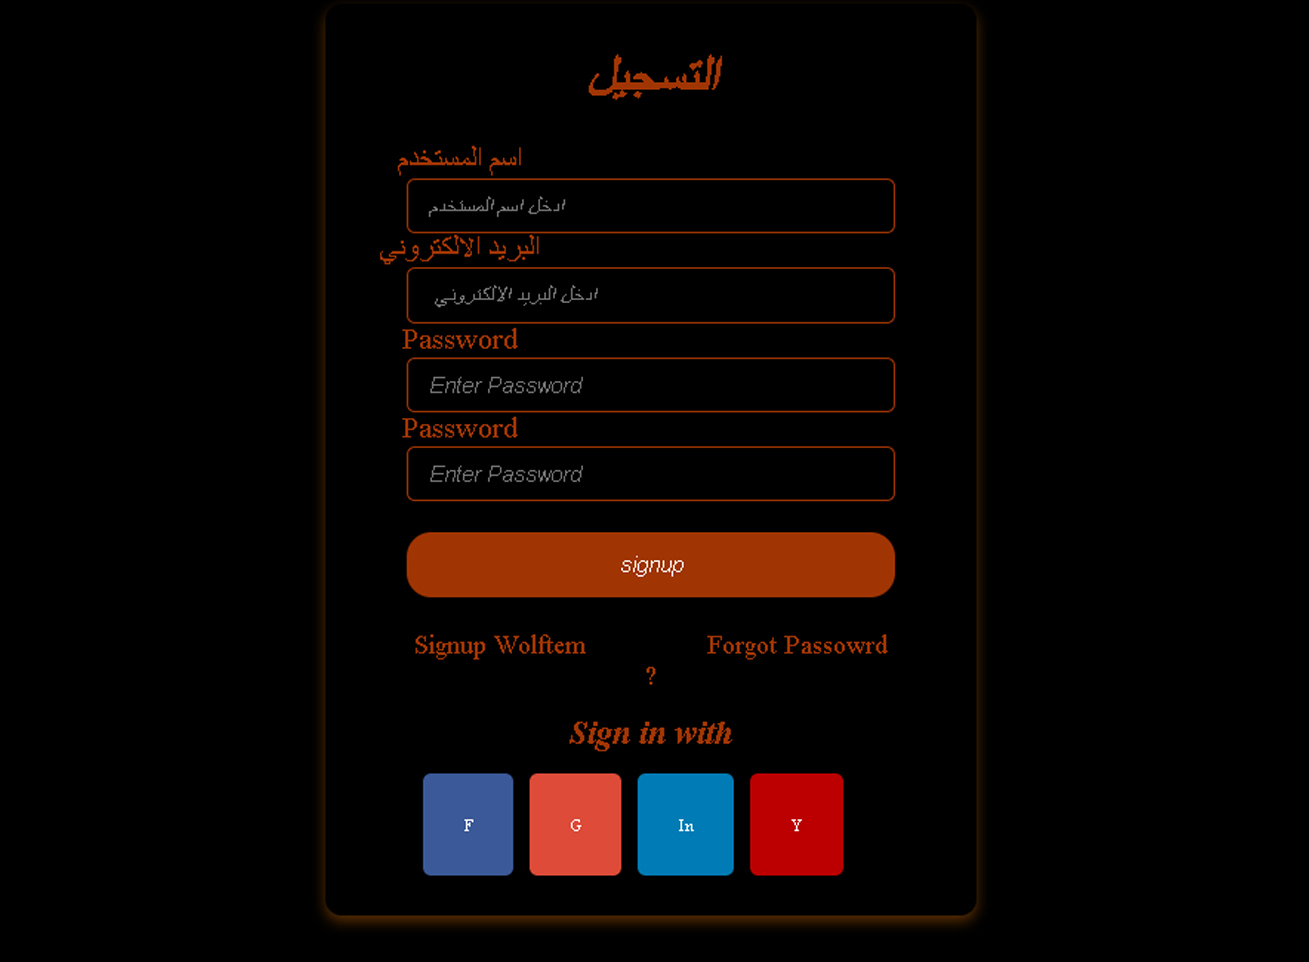 التسجيل
اسم المستخدم
ادخل اسم المستخدم
البريد الالكتروني
ادخل البريد الالكتروني
Password
Enter Password
Password
Enter Password
signup
Signup Wolftem Forgot Passowrd
?
Sign in with
F G In Y